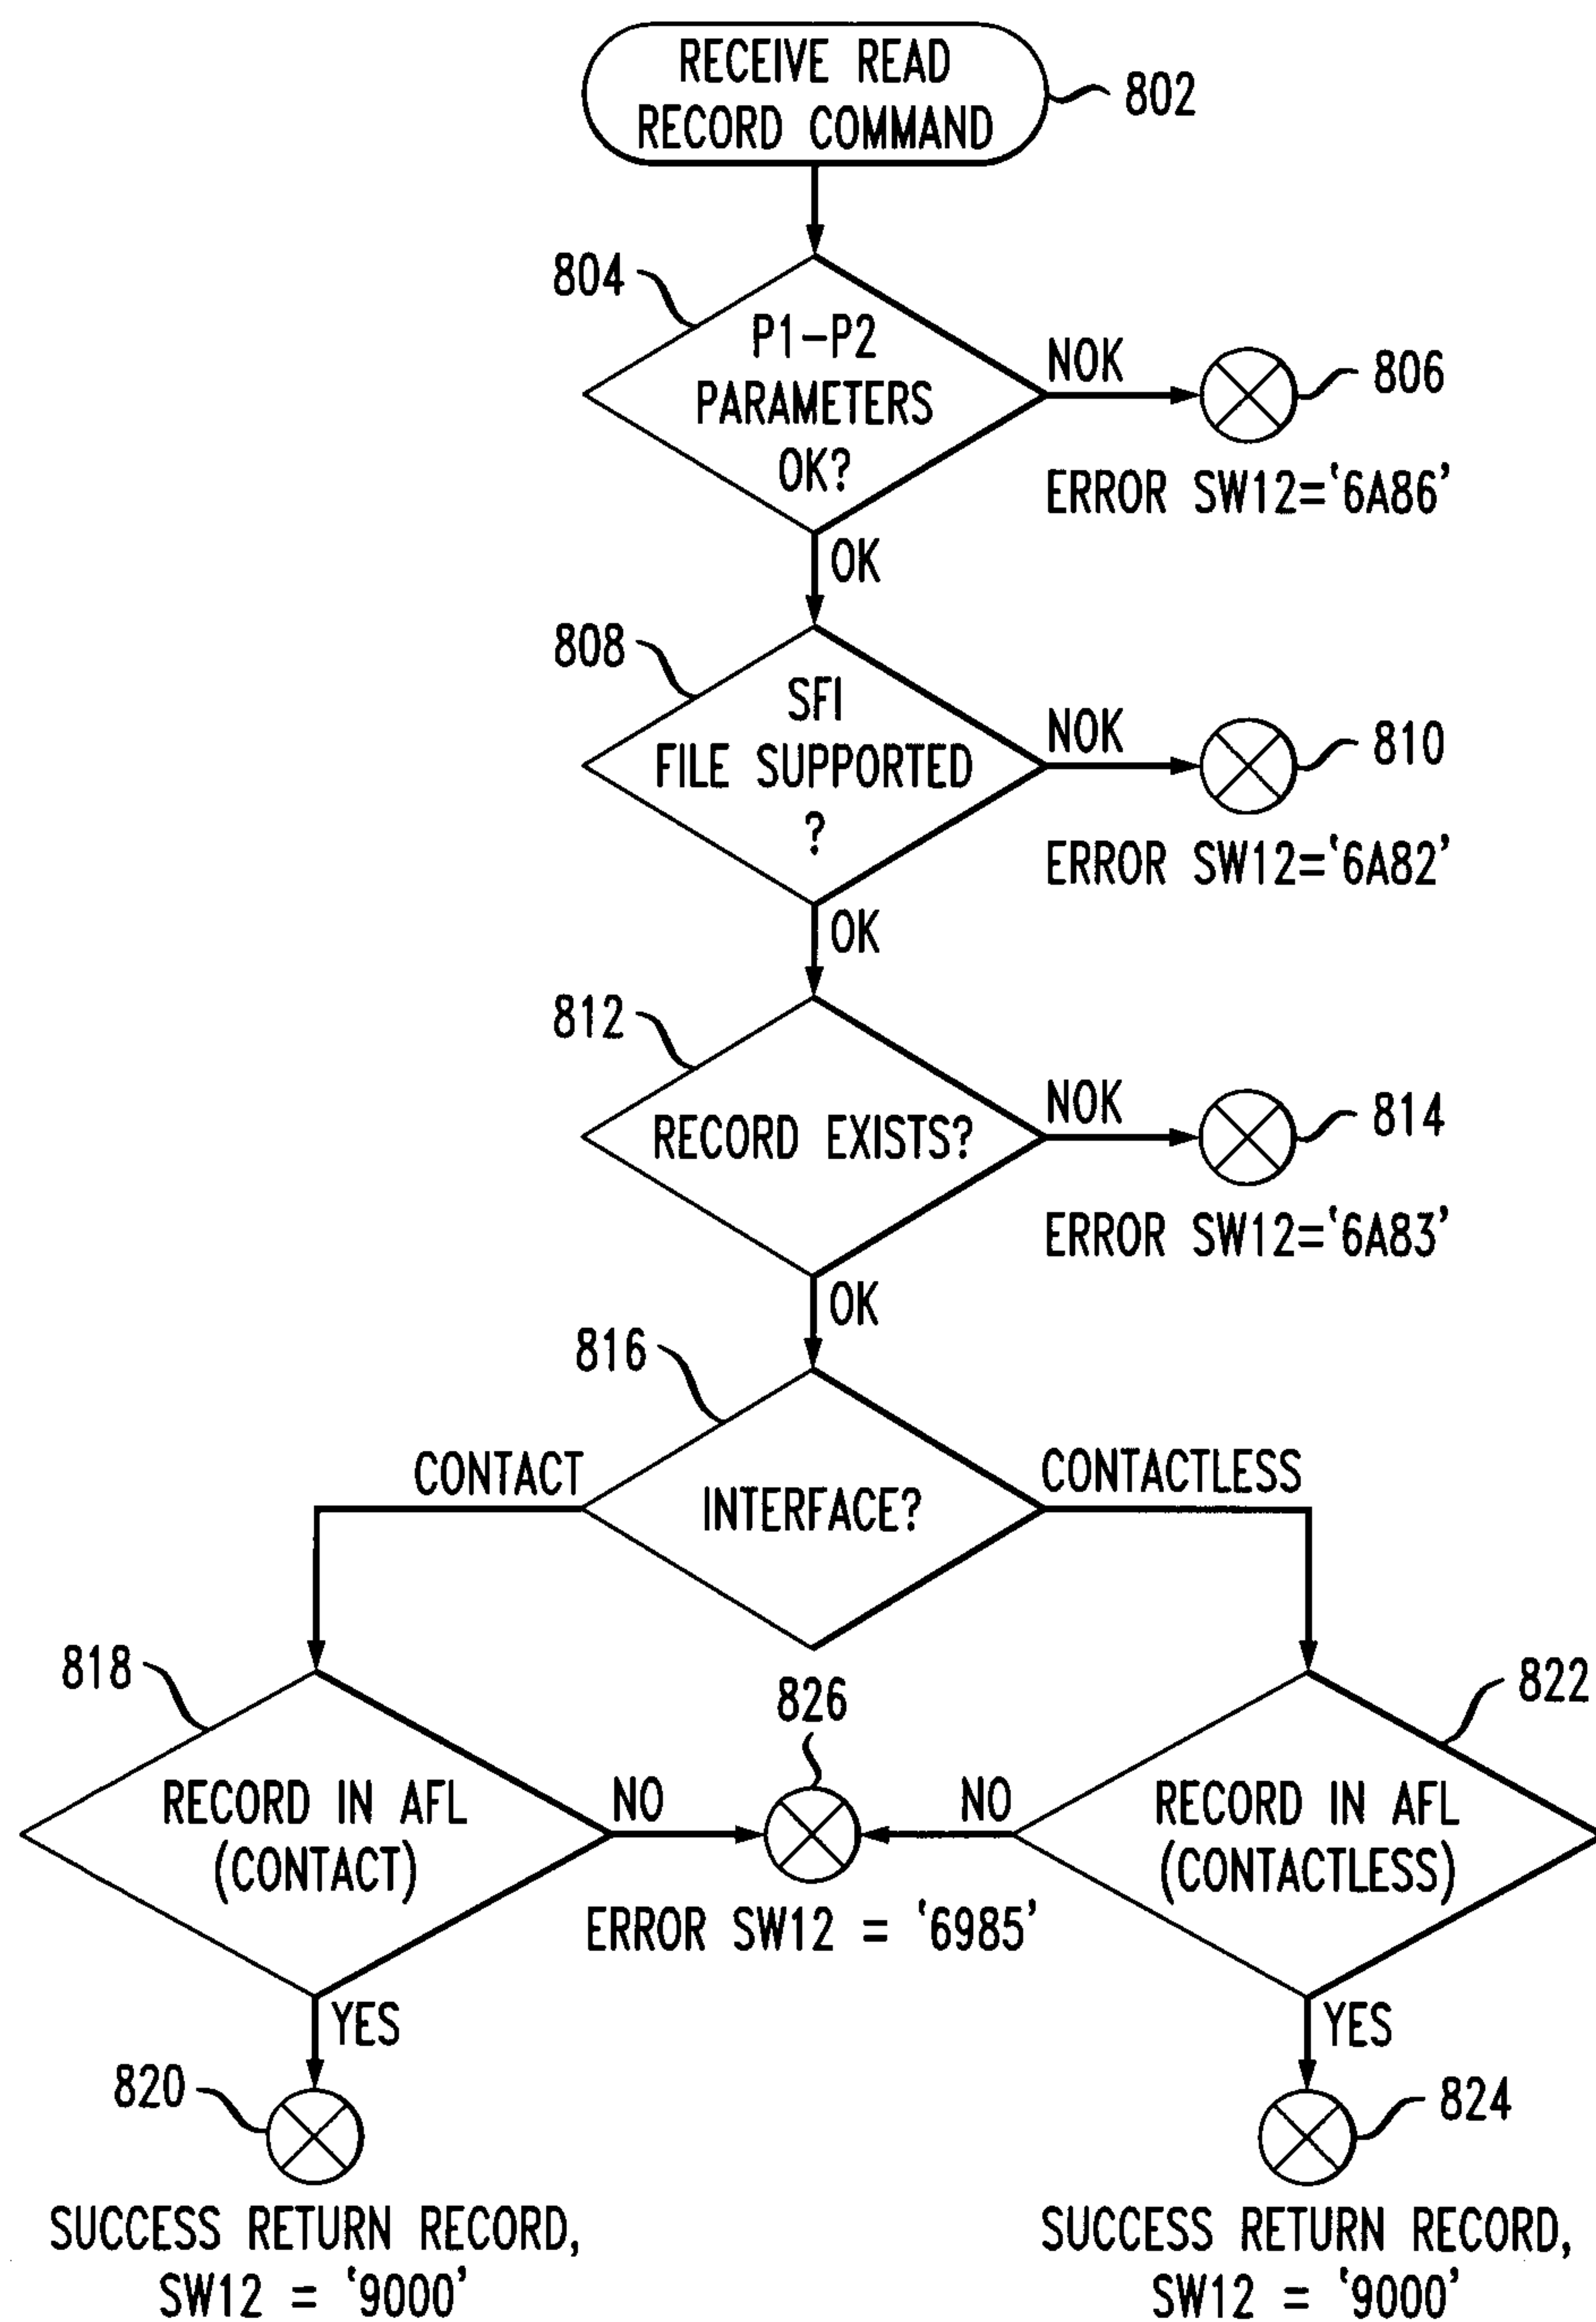 RECEIVE READ
RECORD COMMAND
802
804
P1-P2
PARAMETERS
OK?
NOK
806
ERROR SW12='6A86'
OK
808
SFI
FILE SUPPORTED
?
NOK
810
ERROR SW12='6A82'
OK
812
RECORD EXISTS?
NOK
814
ERROR SW12='6A83'
OK
816
CONTACT
INTERFACE?
CONTACTLESS
818
826
822
RECORD IN AFL
(CONTACT)
NO
NO
RECORD IN AFL
(CONTACTLESS)
ERROR SW12 = '6985'
YES
YES
820
824
SUCCESS RETURN RECORD,
SW12 = '9000'
SUCCESS RETURN RECORD,
SW12 = '9000'